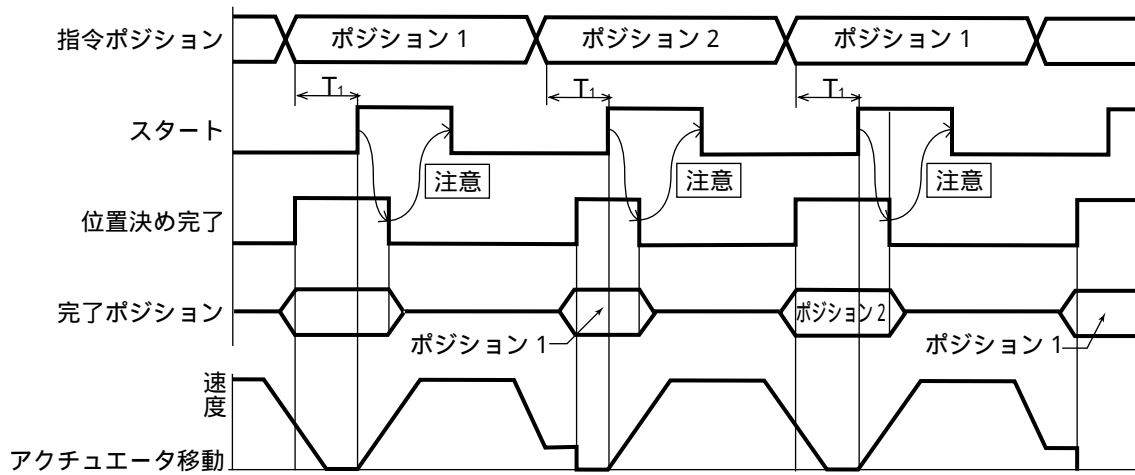 指令ポジション
ポジション 1
ポジション 2
ポジション 1
T1
T1
T1
スタート
注意
注意
注意
位置決め完了
完了ポジション
ポジション 2
ポジション 1
ポジション 1
速度
アクチュエータ移動